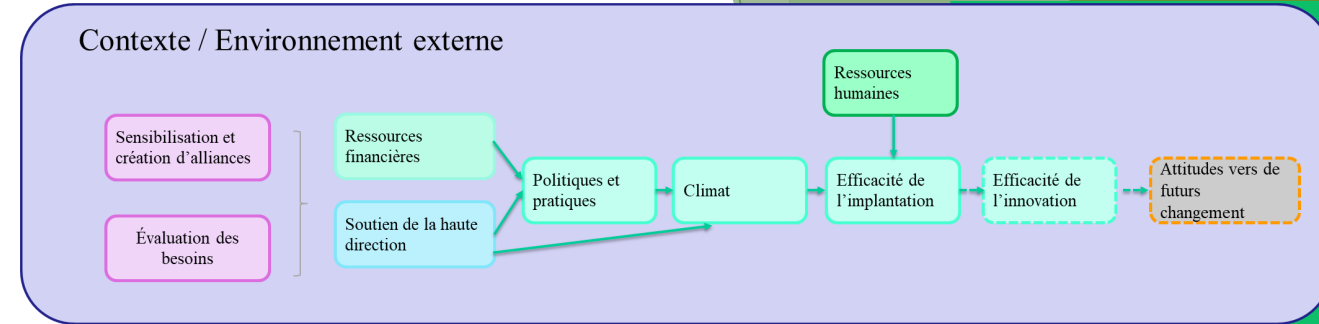 Contexte / Environnement externe
Ressources
humaines
Sensibilisation et
création d’alliances
Ressources
financières
Politiques et
pratiques
Climat
Efficacité de
l’implantation
Efficacité de
l’innovation
Attitudes vers de
futurs
changement
Évaluation des
besoins
Soutien de la haute
direction